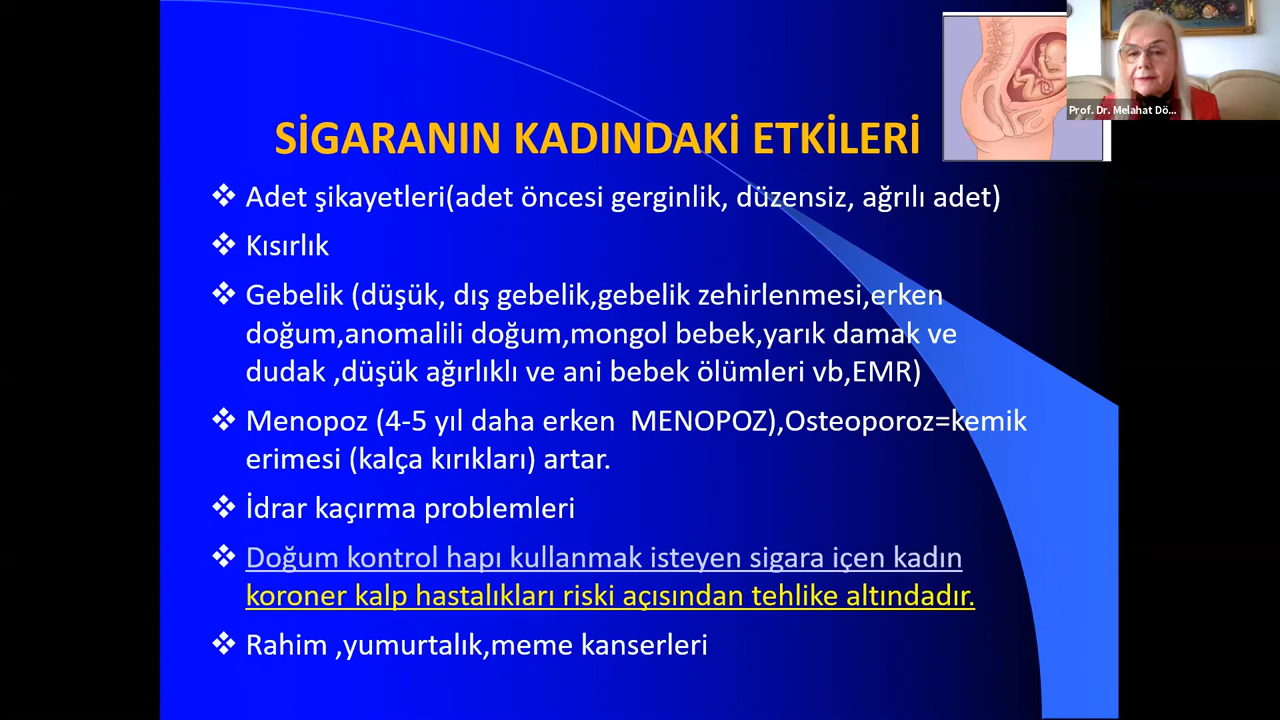 Prof. Dr. Melahat Dö...
SİGARANIN KADINDAKİ ETKİLERİ
❖ Adet şikayetleri(adet öncesi gerginlik, düzensiz, ağrılı adet)
❖ Kısırlık
❖ Gebelik (düşük, dış gebelik,gebelik zehirlenmesi,erken
doğum,anomalili doğum,mongol bebek,yarık damak ve
dudak ,düşük ağırlıklı ve ani bebek ölümleri vb,EMR)
❖ Menopoz (4-5 yıl daha erken  MENOPOZ),Osteoporoz=kemik
erimesi (kalça kırıkları) artar.
❖ İdrar kaçırma problemleri
❖ Doğum kontrol hapı kullanmak isteyen sigara içen kadın
koroner kalp hastalıkları riski açısından tehlike altındadır.
❖ Rahim ,yumurtalık,meme kanserleri